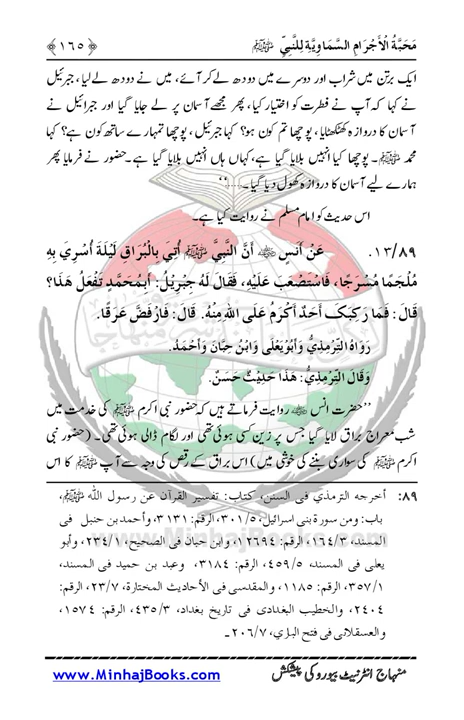 مَحَبَّةُ الْأَجْرَامِ السَّمَاوِيَّةِ لِلنَّبِيِّ ﷺ ﴿١٦٥﴾
ایک برتن میں شراب اور دوسرے میں دودھ لے کر آئے، میں نے دودھ لے لیا، جبرئیل
نے کہا کہ آپ نے فطرت کو اختیار کیا، پھر مجھے آسمان پر لے جایا گیا اور جبرائیل نے
آسمان کا دروازہ کھٹکھٹایا، پوچھا تم کون ہو؟ کہا جبرئیل، پوچھا تمہارے ساتھ کون ہے؟ کہا
محمد ﷺ۔ پوچھا کیا انہیں بلایا گیا ہے، کہاں ہاں انہیں بلایا گیا ہے۔ حضور نے فرمایا پھر
ہمارے لیے آسمان کا دروازہ کھول دیا گیا۔۔۔۔‘‘
اس حدیث کو امام مسلم نے روایت کیا ہے۔
١٣/٨٩. عَنْ أَنَسٍ ؓ أَنَّ النَّبِيَّ ﷺ أُتِيَ بِالْبُرَاقِ لَيْلَةَ أُسْرِيَ بِهِ
مُلْجَمًا مُسْرَجًا، فَاسْتَصْعَبَ عَلَيْهِ، فَقَالَ لَهُ جِبْرِيْلُ: أَبِمُحَمَّدٍ تَفْعَلُ هَذَا؟
قَالَ: فَمَا رَكِبَكَ أَحَدٌ أَكْرَمُ عَلَى اللهِ مِنْهُ. قَالَ: فَارْفَضَّ عَرَقًا.
رَوَاهُ التِّرْمِذِيُّ وَأَبُوْيَعْلَى وَابْنُ حِبَّانَ وَأَحْمَدُ.
وَقَالَ التِّرْمِذِيُّ: هَذَا حَدِيْثٌ حَسَنٌ.
’’حضرت انس ؓ روایت فرماتے ہیں کہ حضور نبی اکرم ﷺ کی خدمت میں
شب معراج براق لایا گیا جس پر زین کسی ہوئی تھی اور لگام ڈالی ہوئی تھی۔ (حضور نبی
اکرم ﷺ کی سواری بننے کی خوشی میں) اس براق کے رقص کی وجہ سے آپ ﷺ کا اس
٨٩: أخرجه الترمذي في السنن، كتاب: تفسير القرآن عن رسول الله ﷺ،
باب: ومن سورة بنى اسرائيل، ٣٠١/٥، الرقم: ٣١٣١، وأحمد بن حنبل في
المسند، ١٦٤/٣، الرقم: ١٢٦٩٤، وابن حبان في الصحيح، ٢٣٤/١، وأبو
يعلى في المسند، ٤٥٩/٥، الرقم: ٣١٨٤، وعبد بن حميد في المسند،
٣٥٧/١، الرقم: ١١٨٥، والمقدسي في الأحاديث المختارة، ٢٣/٧، الرقم:
٢٤٠٤، والخطيب البغدادي في تاريخ بغداد، ٤٣٥/٣، الرقم: ١٥٧٤،
والعسقلاني في فتح الباري، ٢٠٦/٧۔
www.MinhajBooks.com
منہاج انٹرنیٹ بیورو کی پیشکش www.MinhajBooks.com